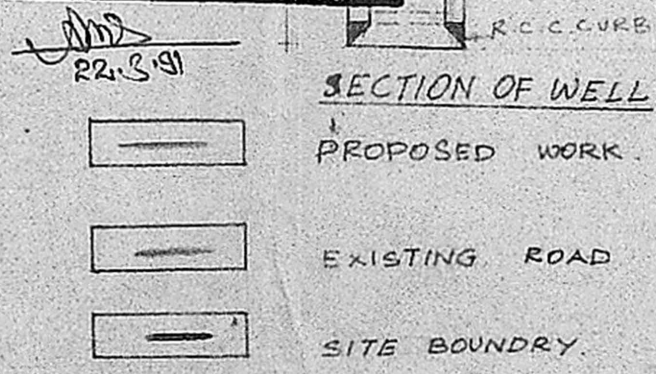 R.C.C.CURB
22.3.91
SECTION OF WELL
PROPOSED WORK.
EXISTING ROAD
SITE BOUNDRY.